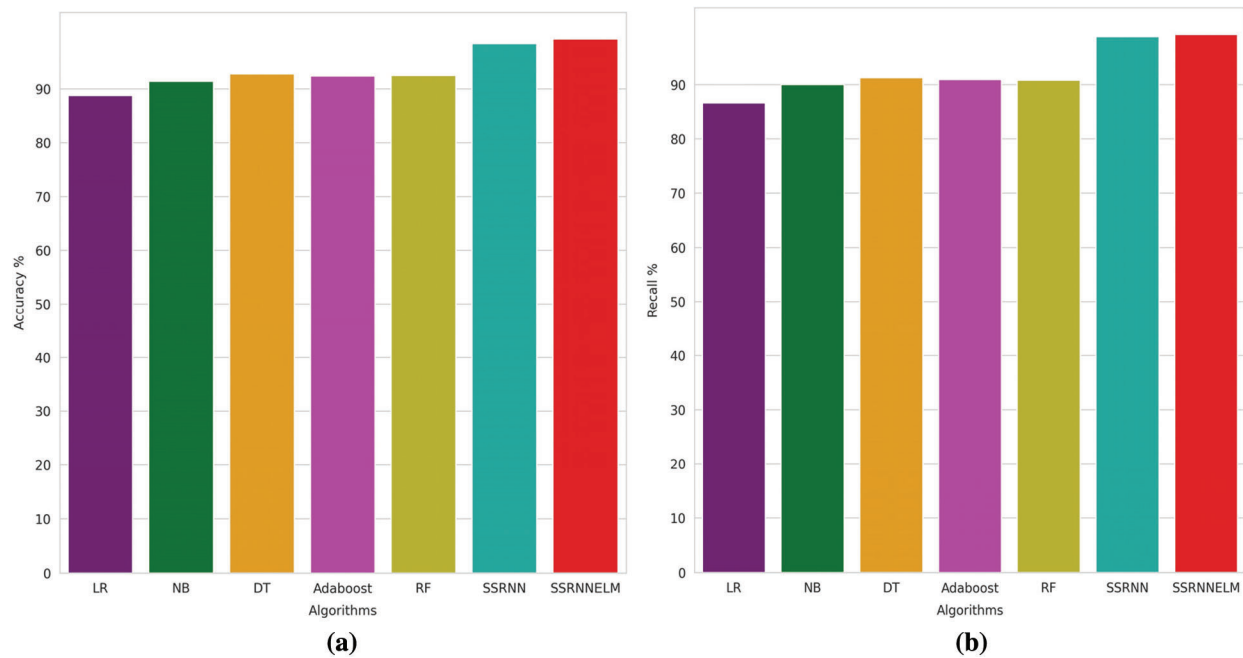 Accuracy %
90
80
70
60
50
40
30
20
10
0
LR NB DT Adaboost RF SSRNN SSRNNELM
Algorithms
(a)
Recall %
90
80
70
60
50
40
30
20
10
0
LR NB DT Adaboost RF SSRNN SSRNNELM
Algorithms
(b)